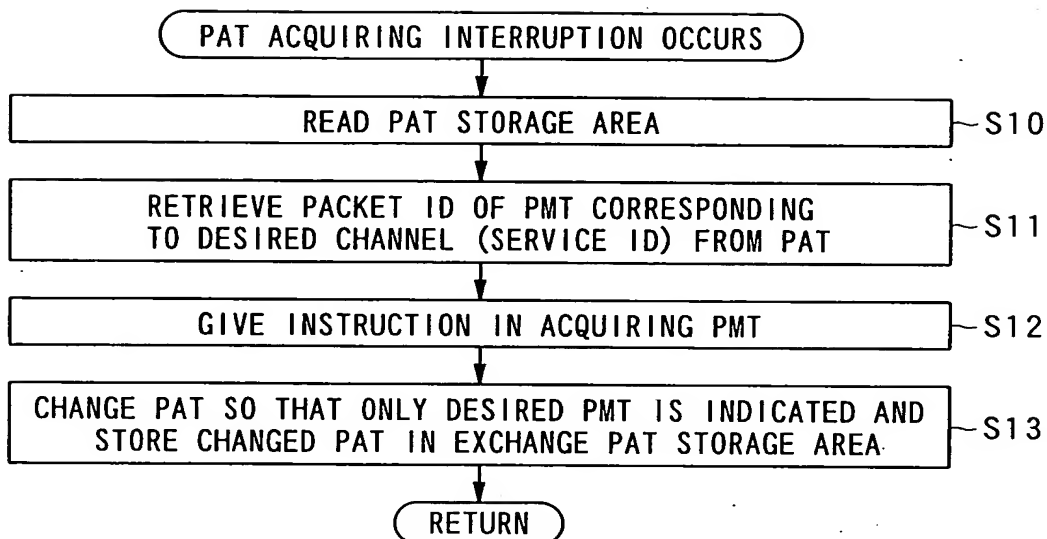 PAT ACQUIRING INTERRUPTION OCCURS
READ PAT STORAGE AREA
S10
RETRIEVE PACKET ID OF PMT CORRESPONDING
TO DESIRED CHANNEL (SERVICE ID) FROM PAT
S11
GIVE INSTRUCTION IN ACQUIRING PMT
S12
CHANGE PAT SO THAT ONLY DESIRED PMT IS INDICATED AND
STORE CHANGED PAT IN EXCHANGE PAT STORAGE AREA
S13
RETURN